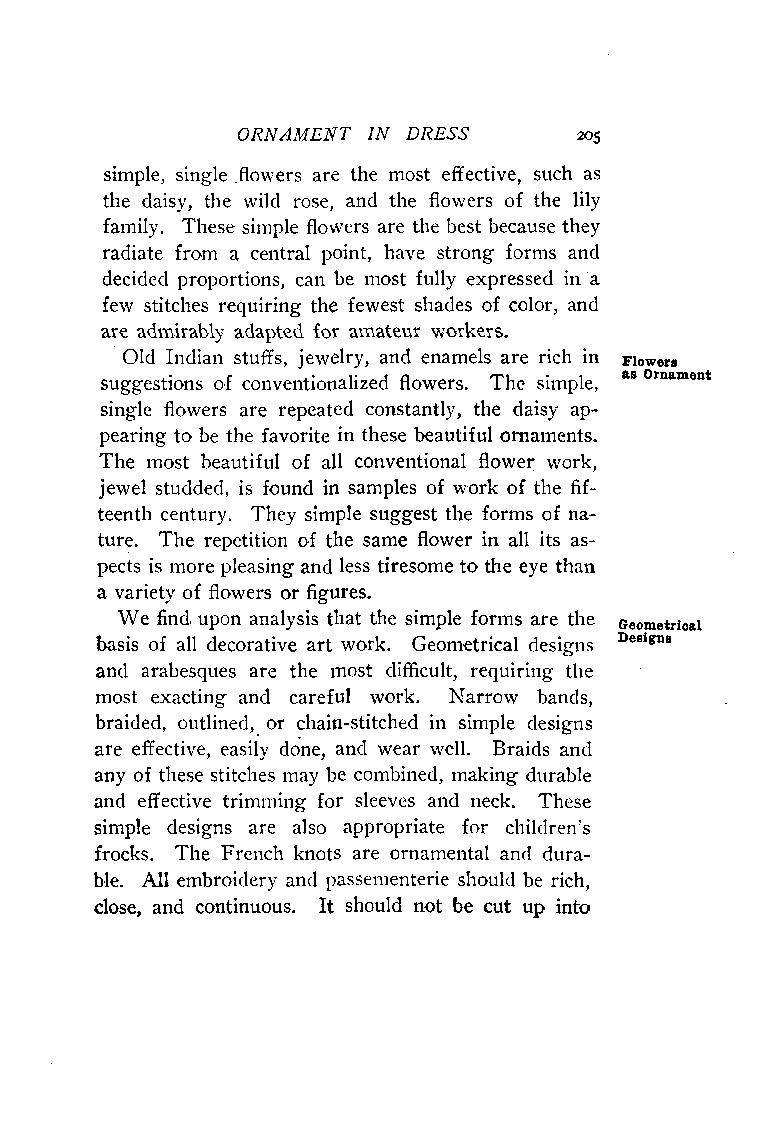 ORNAMENT IN DRESS 205
simple, single flowers are the most effective, such as
the daisy, the wild rose, and the flowers of the lily
family. These simple flowers are the best because they
radiate from a central point, have strong forms and
decided proportions, can be most fully expressed in a
few stitches requiring the fewest shades of color, and
are admirably adapted for amateur workers.
Old Indian stuffs, jewelry, and enamels are rich in
suggestions of conventionalized flowers. The simple,
single flowers are repeated constantly, the daisy ap-
pearing to be the favorite in these beautiful ornaments.
The most beautiful of all conventional flower work,
jewel studded, is found in samples of work of the fif-
teenth century. They simple suggest the forms of na-
ture. The repetition of the same flower in all its as-
pects is more pleasing and less tiresome to the eye than
a variety of flowers or figures.
Flowers
as Ornament
We find upon analysis that the simple forms are the
basis of all decorative art work. Geometrical designs
and arabesques are the most difficult, requiring the
most exacting and careful work. Narrow bands,
braided, outlined, or chain-stitched in simple designs
are effective, easily done, and wear well. Braids and
any of these stitches may be combined, making durable
and effective trimming for sleeves and neck. These
simple designs are also appropriate for children's
frocks. The French knots are ornamental and dura-
ble. All embroidery and passementerie should be rich,
close, and continuous. It should not be cut up into
Geometrical
Designs